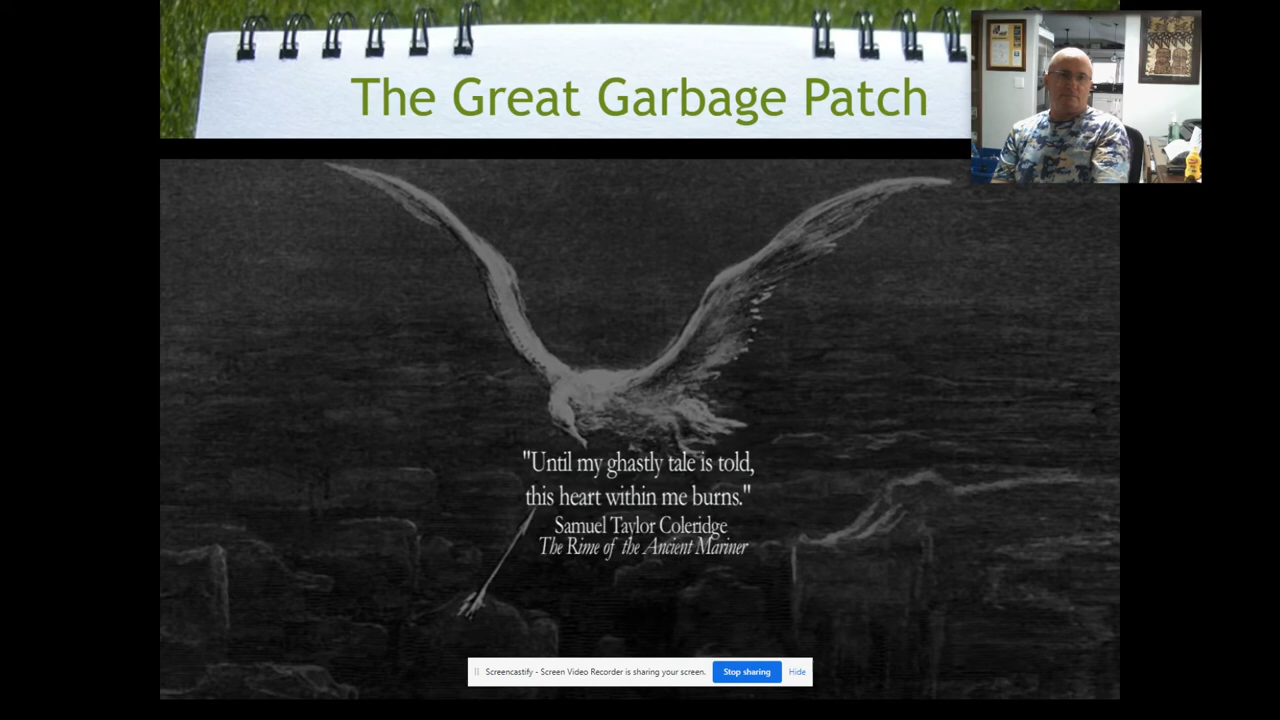 The Great Garbage Patch
"Until my ghastly tale is told,
this heart within me burns."
Samuel Taylor Coleridge
The Rime of the Ancient Mariner
Screencastify - Screen Video Recorder is sharing your screen. Stop sharing Hide